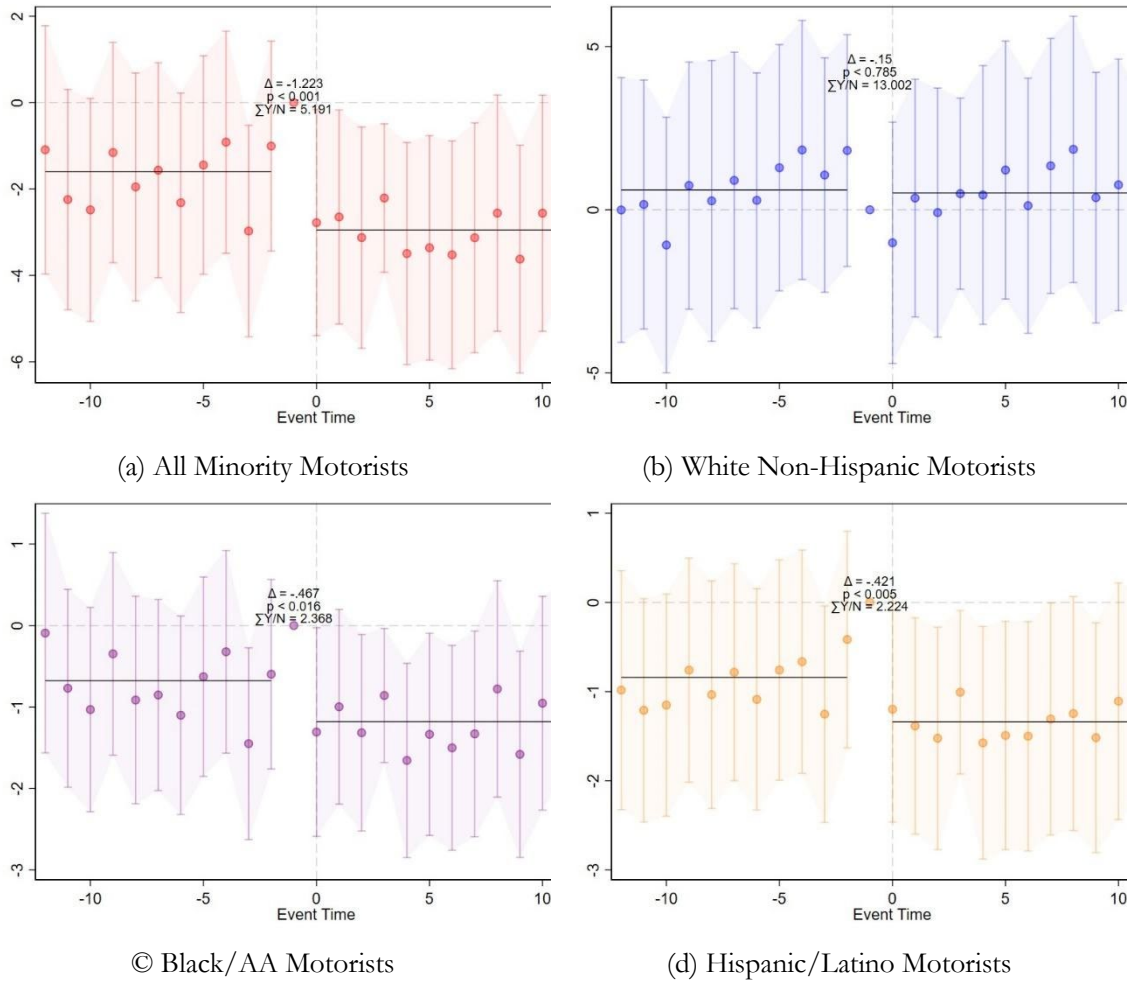 2
0
-2
-4
-6
Δ = -1.223
p < 0.001
∑Y/N = 5.191
-10
-5
0
5
10
Event Time
(a) All Minority Motorists
5
0
-5
Δ = -.15
p < 0.785
∑Y/N = 13.002
-10
-5
0
5
10
Event Time
(b) White Non-Hispanic Motorists
1
0
-1
-2
-3
Δ = -.467
p < 0.016
∑Y/N = 2.368
-10
-5
0
5
10
Event Time
© Black/AA Motorists
1
0
-1
-2
-3
Δ = -.421
p < 0.005
∑Y/N = 2.224
-10
-5
0
5
10
Event Time
(d) Hispanic/Latino Motorists